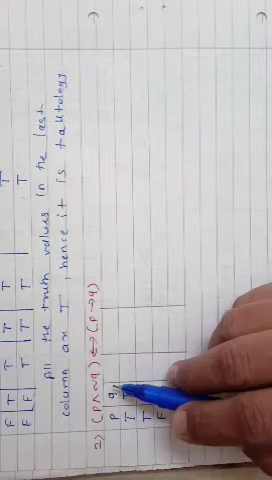 F T T T T T
F F T T T T
All the truth values in the last
column are T, hence it is tautology
2) (p∧~q) ↔ (p→q)
p q
T T
T
F